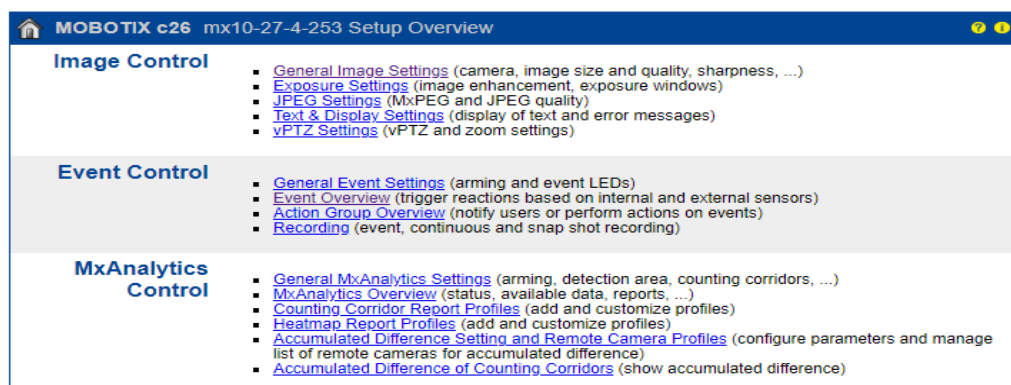 MOBOTIX c26 mx10-27-4-253 Setup Overview ? i
Image Control
General Image Settings (camera, image size and quality, sharpness, ...)
Exposure Settings (image enhancement, exposure windows)
JPEG Settings (MxPEG and JPEG quality)
Text & Display Settings (display of text and error messages)
vPTZ Settings (vPTZ and zoom settings)
Event Control
General Event Settings (arming and event LEDs)
Event Overview (trigger reactions based on internal and external sensors)
Action Group Overview (notify users or perform actions on events)
Recording (event, continuous and snap shot recording)
MxAnalytics
Control
General MxAnalytics Settings (arming, detection area, counting corridors, ...)
MxAnalytics Overview (status, available data, reports, ...)
Counting Corridor Report Profiles (add and customize profiles)
Heatmap Report Profiles (add and customize profiles)
Accumulated Difference Setting and Remote Camera Profiles (configure parameters and manage
list of remote cameras for accumulated difference)
Accumulated Difference of Counting Corridors (show accumulated difference)